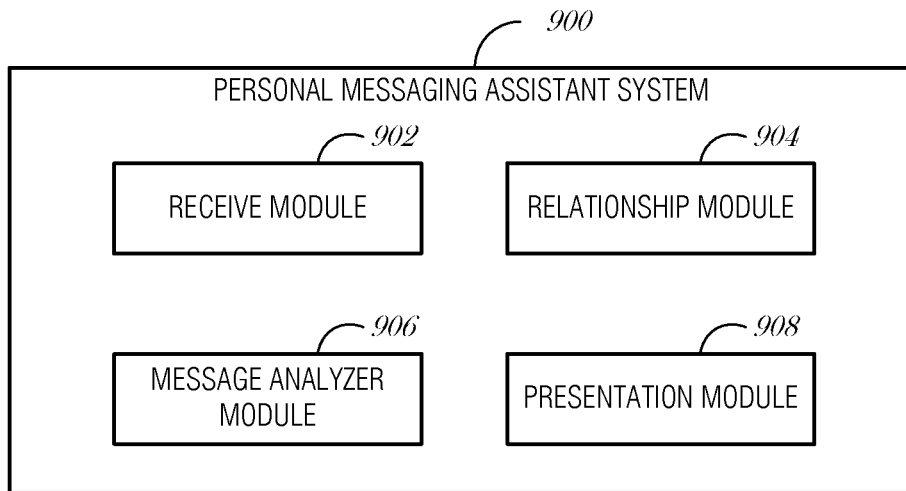 900
PERSONAL MESSAGING ASSISTANT SYSTEM
902
904
RECEIVE MODULE
RELATIONSHIP MODULE
906
908
MESSAGE ANALYZER
MODULE
PRESENTATION MODULE